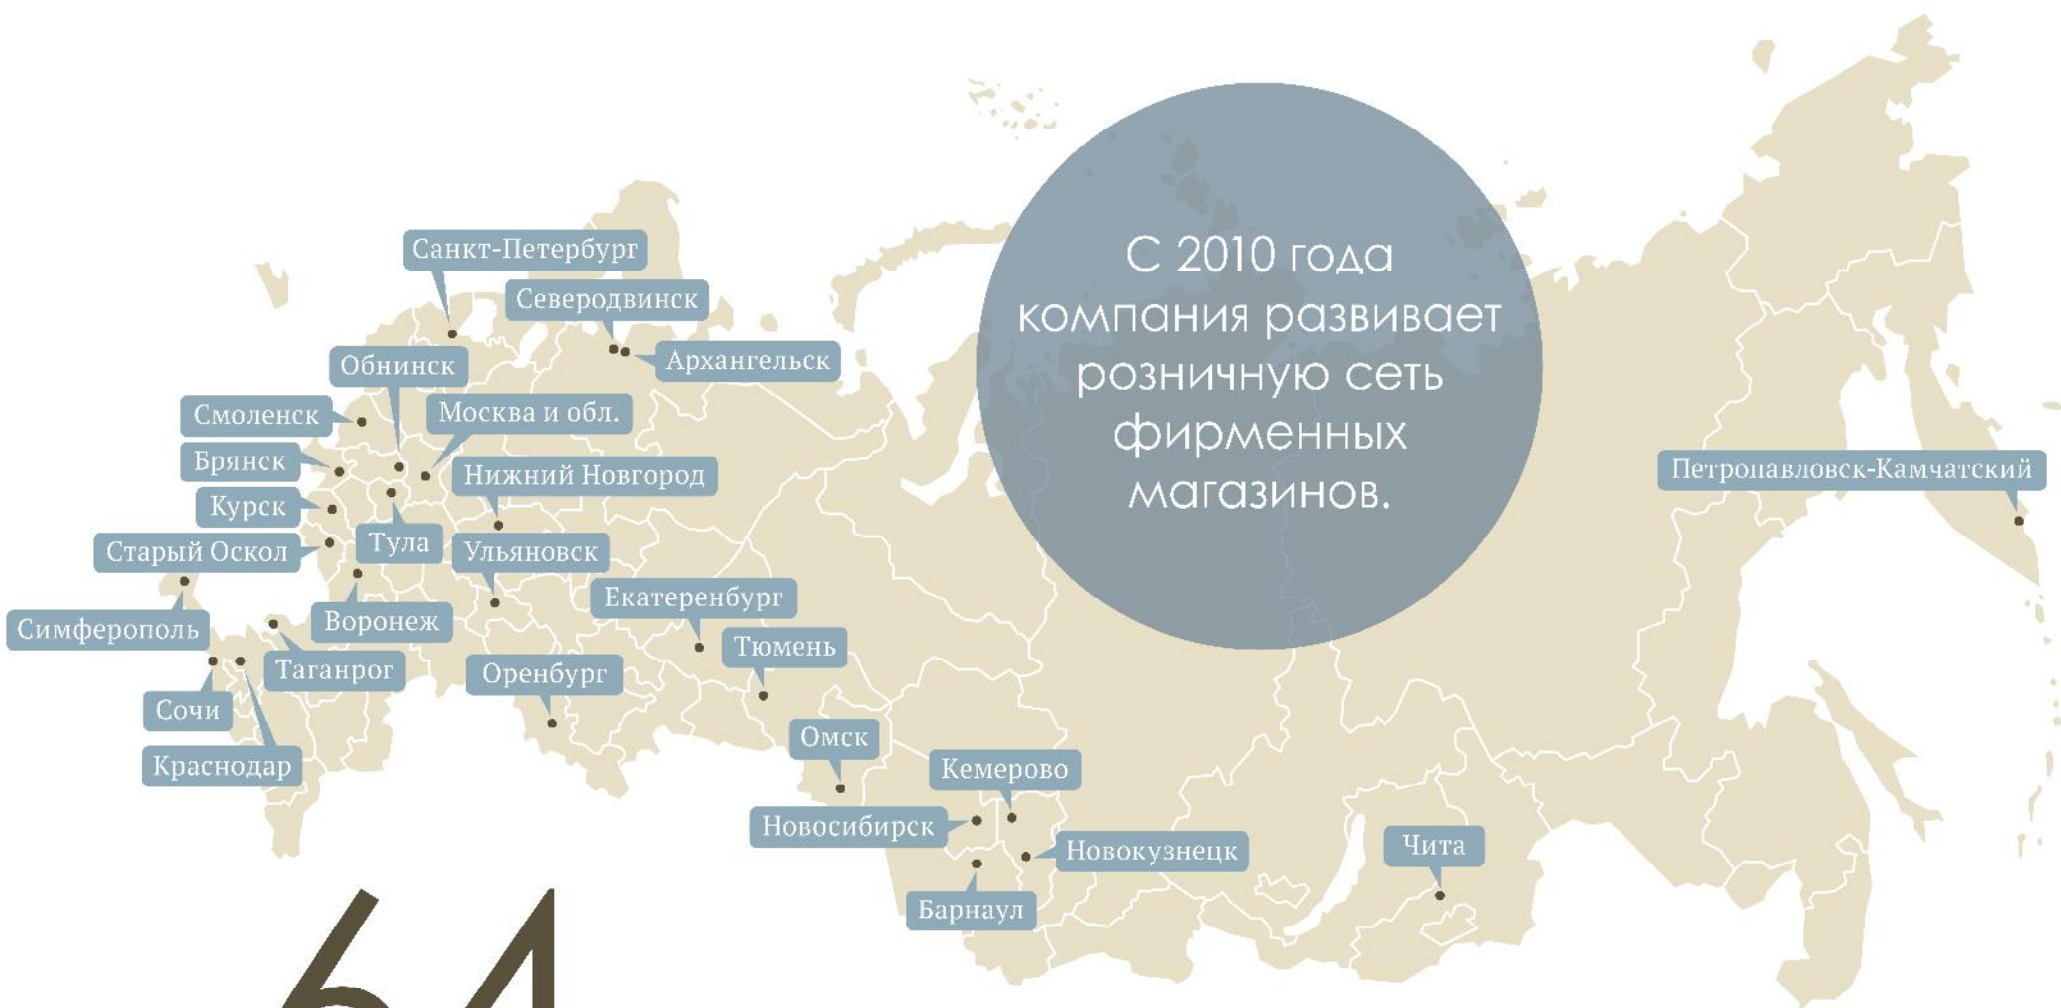 С 2010 года
компания развивает
розничную сеть
фирменных
магазинов.
Санкт-Петербург
Северодвинск
Архангельск
Обнинск
Смоленск
Москва и обл.
Брянск
Нижний Новгород
Петропавловск-Камчатский
Курск
Тула
Старый Оскол
Ульяновск
Екатеренбург
Симферополь
Воронеж
Тюмень
Таганрог
Оренбург
Сочи
Омск
Краснодар
Кемерово
Новосибирск
Новокузнецк
Чита
Барнаул
64